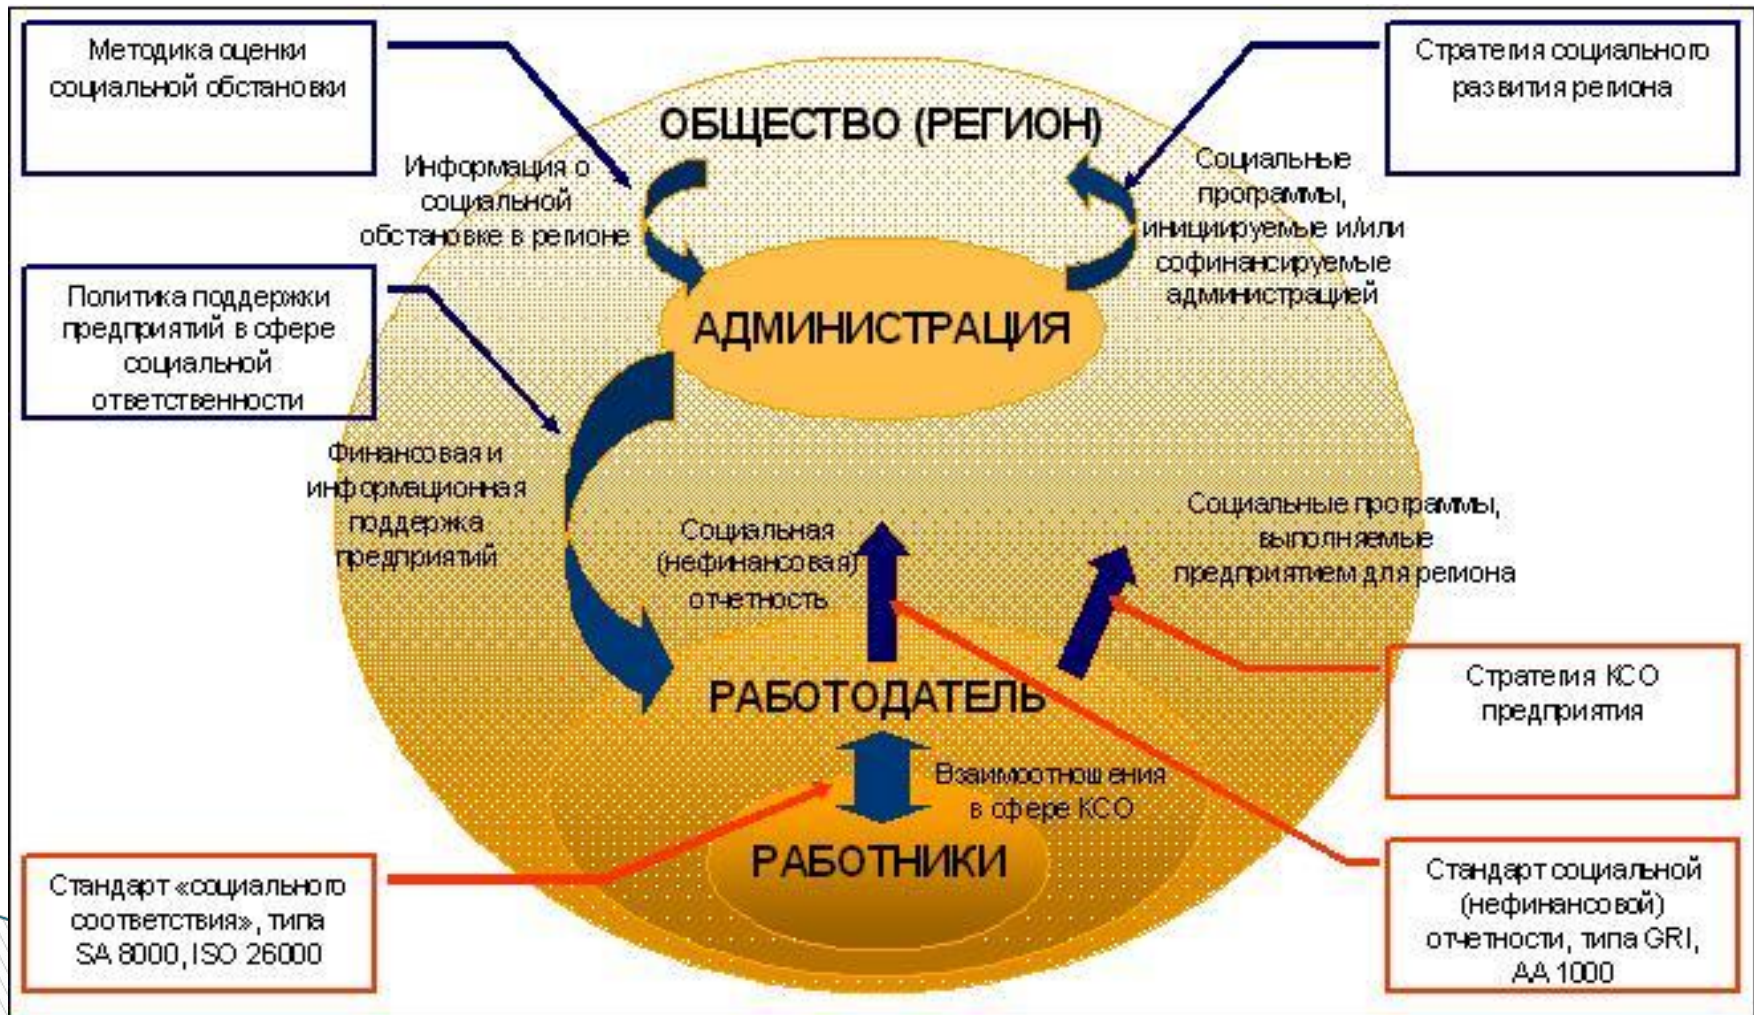 Методика оценки
социальной обстановки
Стратегия социального
развития региона
ОБЩЕСТВО (РЕГИОН)
Информация о
социальной
обстановке в регионе
Социальные
программы,
инициируемые и/или
софинансируемые
администрацией
Политика поддержки
предприятий в сфере
социальной
ответственности
АДМИНИСТРАЦИЯ
Финансовая и
информационная
поддержка
предприятий
Социальная
(нефинансовая)
отчетность
Социальные программы,
выполняемые
предприятием для региона
РАБОТОДАТЕЛЬ
Стратегия КСО
предприятия
Взаимоотношения
в сфере КСО
РАБОТНИКИ
Стандарт «социального
соответствия», типа
SA 8000, ISO 26000
Стандарт социальной
(нефинансовой)
отчетности, типа GRI,
AA 1000